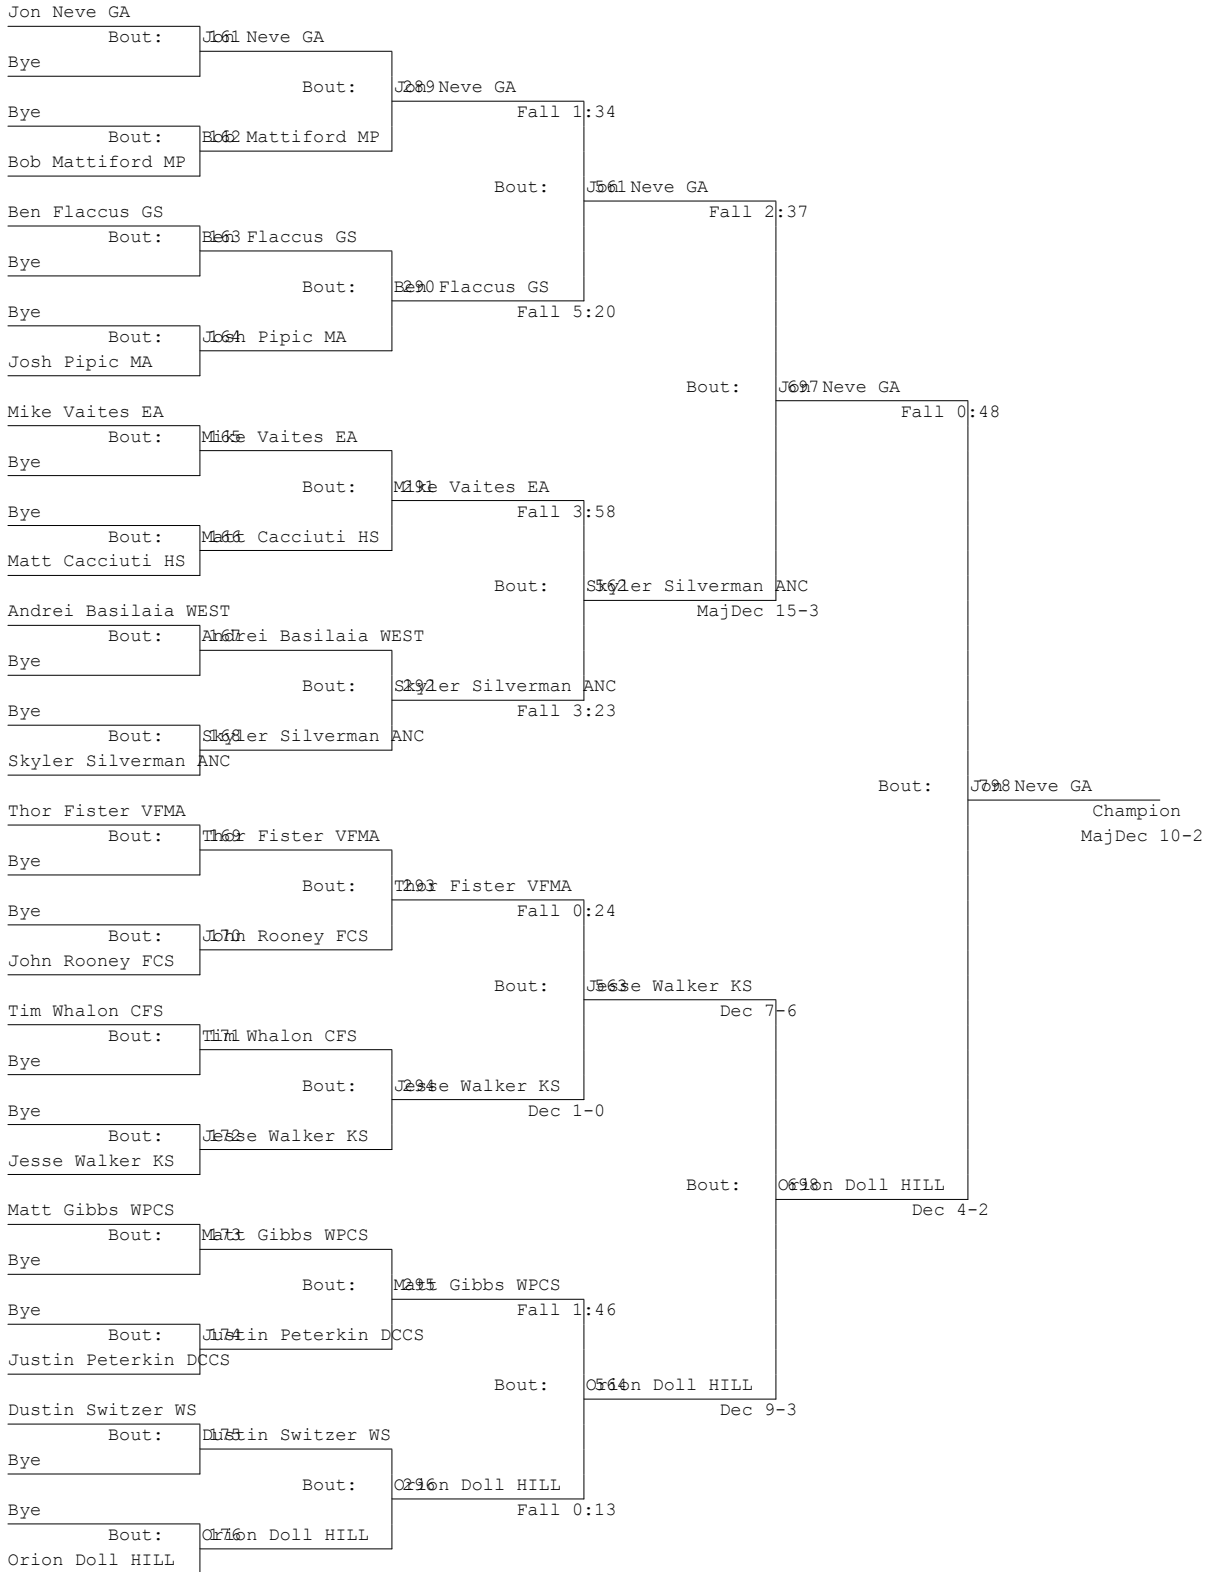 Jon Neve GA
Bout: 161 Jon Neve GA
Bye
Bout: 289 Jon Neve GA
Bye
Fall 1:34
Bout: 162 Bob Mattiford MP
Bob Mattiford MP
Bout: 561 Jon Neve GA
Ben Flaccus GS
Fall 2:37
Bout: 163 Ben Flaccus GS
Bye
Bout: 290 Ben Flaccus GS
Bye
Fall 5:20
Bout: 164 Josh Pipic MA
Josh Pipic MA
Bout: 697 Jon Neve GA
Mike Vaites EA
Fall 0:48
Bout: 165 Mike Vaites EA
Bye
Bout: 291 Mike Vaites EA
Bye
Fall 3:58
Bout: 166 Matt Cacciuti HS
Matt Cacciuti HS
Bout: 562 Skyler Silverman ANC
Andrei Basilaia WEST
MajDec 15-3
Bout: 167 Andrei Basilaia WEST
Bye
Bout: 292 Skyler Silverman ANC
Bye
Fall 3:23
Bout: 168 Skyler Silverman ANC
Skyler Silverman ANC
Bout: 798 Jon Neve GA
Thor Fister VFMA
Champion
Bout: 169 Thor Fister VFMA
MajDec 10-2
Bye
Bout: 293 Thor Fister VFMA
Bye
Fall 0:24
Bout: 170 John Rooney FCS
John Rooney FCS
Bout: 563 Jesse Walker KS
Tim Whalon CFS
Dec 7-6
Bout: 171 Tim Whalon CFS
Bye
Bout: 294 Jesse Walker KS
Bye
Dec 1-0
Bout: 172 Jesse Walker KS
Jesse Walker KS
Bout: 698 Orion Doll HILL
Matt Gibbs WPCS
Dec 4-2
Bout: 173 Matt Gibbs WPCS
Bye
Bout: 295 Matt Gibbs WPCS
Bye
Fall 1:46
Bout: 174 Justin Peterkin DCCS
Justin Peterkin DCCS
Bout: 564 Orion Doll HILL
Dustin Switzer WS
Dec 9-3
Bout: 175 Dustin Switzer WS
Bye
Bout: 296 Orion Doll HILL
Bye
Fall 0:13
Bout: 176 Orion Doll HILL
Orion Doll HILL